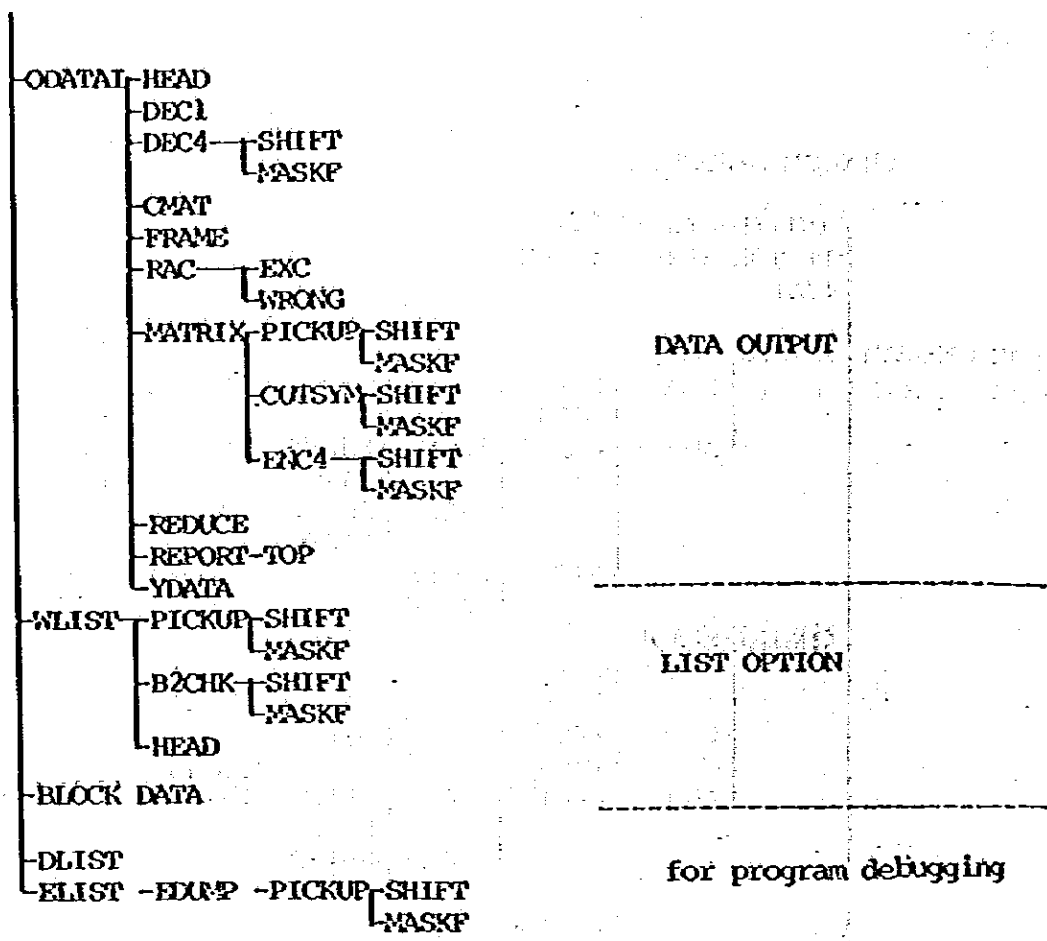 ODATAI HEAD
DEC1
DEC4 SHIFT
MASKF
CMAT
FRAME
RAC EXC
WRONG
MATRIX PICKUP SHIFT
MASKF
DATA OUTPUT
CUTSYM SHIFT
MASKF
ENC4 SHIFT
MASKF
REDUCE
REPORT-TOP
YDATA
WLIST PICKUP SHIFT
MASKF
LIST OPTION
B2CHK SHIFT
MASKF
HEAD
BLOCK DATA
DLIST
for program debugging
ELIST -EDUMP -PICKUP SHIFT
MASKF